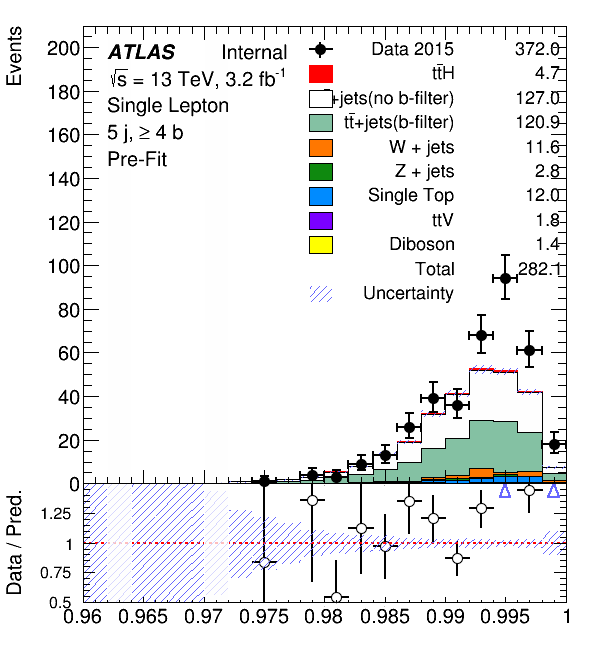 Events
200
180
160
140
120
100
80
60
40
20
0
ATLAS Internal
√s = 13 TeV, 3.2 fb⁻¹
Single Lepton
5 j, ≥ 4 b
Pre-Fit
Data 2015 372.0
tt̄H 4.7
+jets(no b-filter) 127.0
tt̄+jets(b-filter) 120.9
W + jets 11.6
Z + jets 2.8
Single Top 12.0
ttV 1.8
Diboson 1.4
Total 282.1
Uncertainty
Data / Pred.
1.25
1
0.75
0.5
0.96 0.965 0.97 0.975 0.98 0.985 0.99 0.995 1